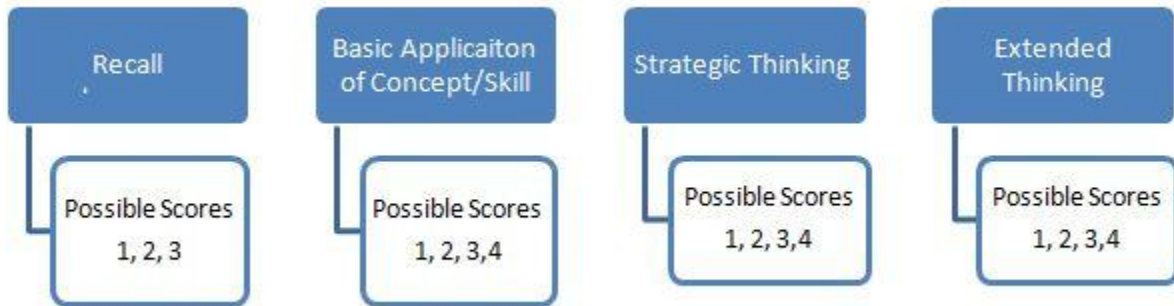 Recall
Basic Applicaiton
of Concept/Skill
Strategic Thinking
Extended
Thinking
Possible Scores
1, 2, 3
Possible Scores
1, 2, 3,4
Possible Scores
1, 2, 3,4
Possible Scores
1, 2, 3,4